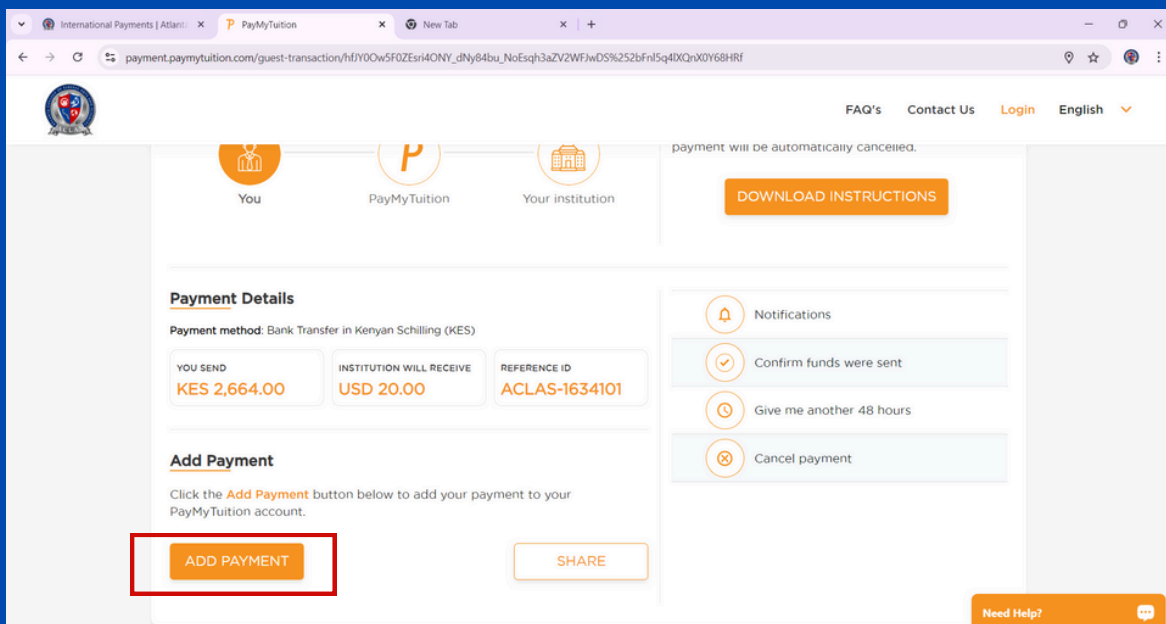 International Payments | Atlant
PayMyTuition
New Tab
payment.paymytuition.com/guest-transaction/hfJY0Ow5F0ZEsri4ONY_dNy84bu_NoEsqh3aZV2WFJwDS%252bFnl5q4lXQnX0Y68HRf
FAQ's Contact Us Login English
P
You PayMyTuition Your institution
payment will be automatically cancelled.
DOWNLOAD INSTRUCTIONS
Payment Details
Payment method: Bank Transfer in Kenyan Schilling (KES)
YOU SEND
KES 2,664.00
INSTITUTION WILL RECEIVE
USD 20.00
REFERENCE ID
ACLAS-1634101
Add Payment
Click the Add Payment button below to add your payment to your
PayMyTuition account.
ADD PAYMENT SHARE
Notifications
Confirm funds were sent
Give me another 48 hours
Cancel payment
Need Help?